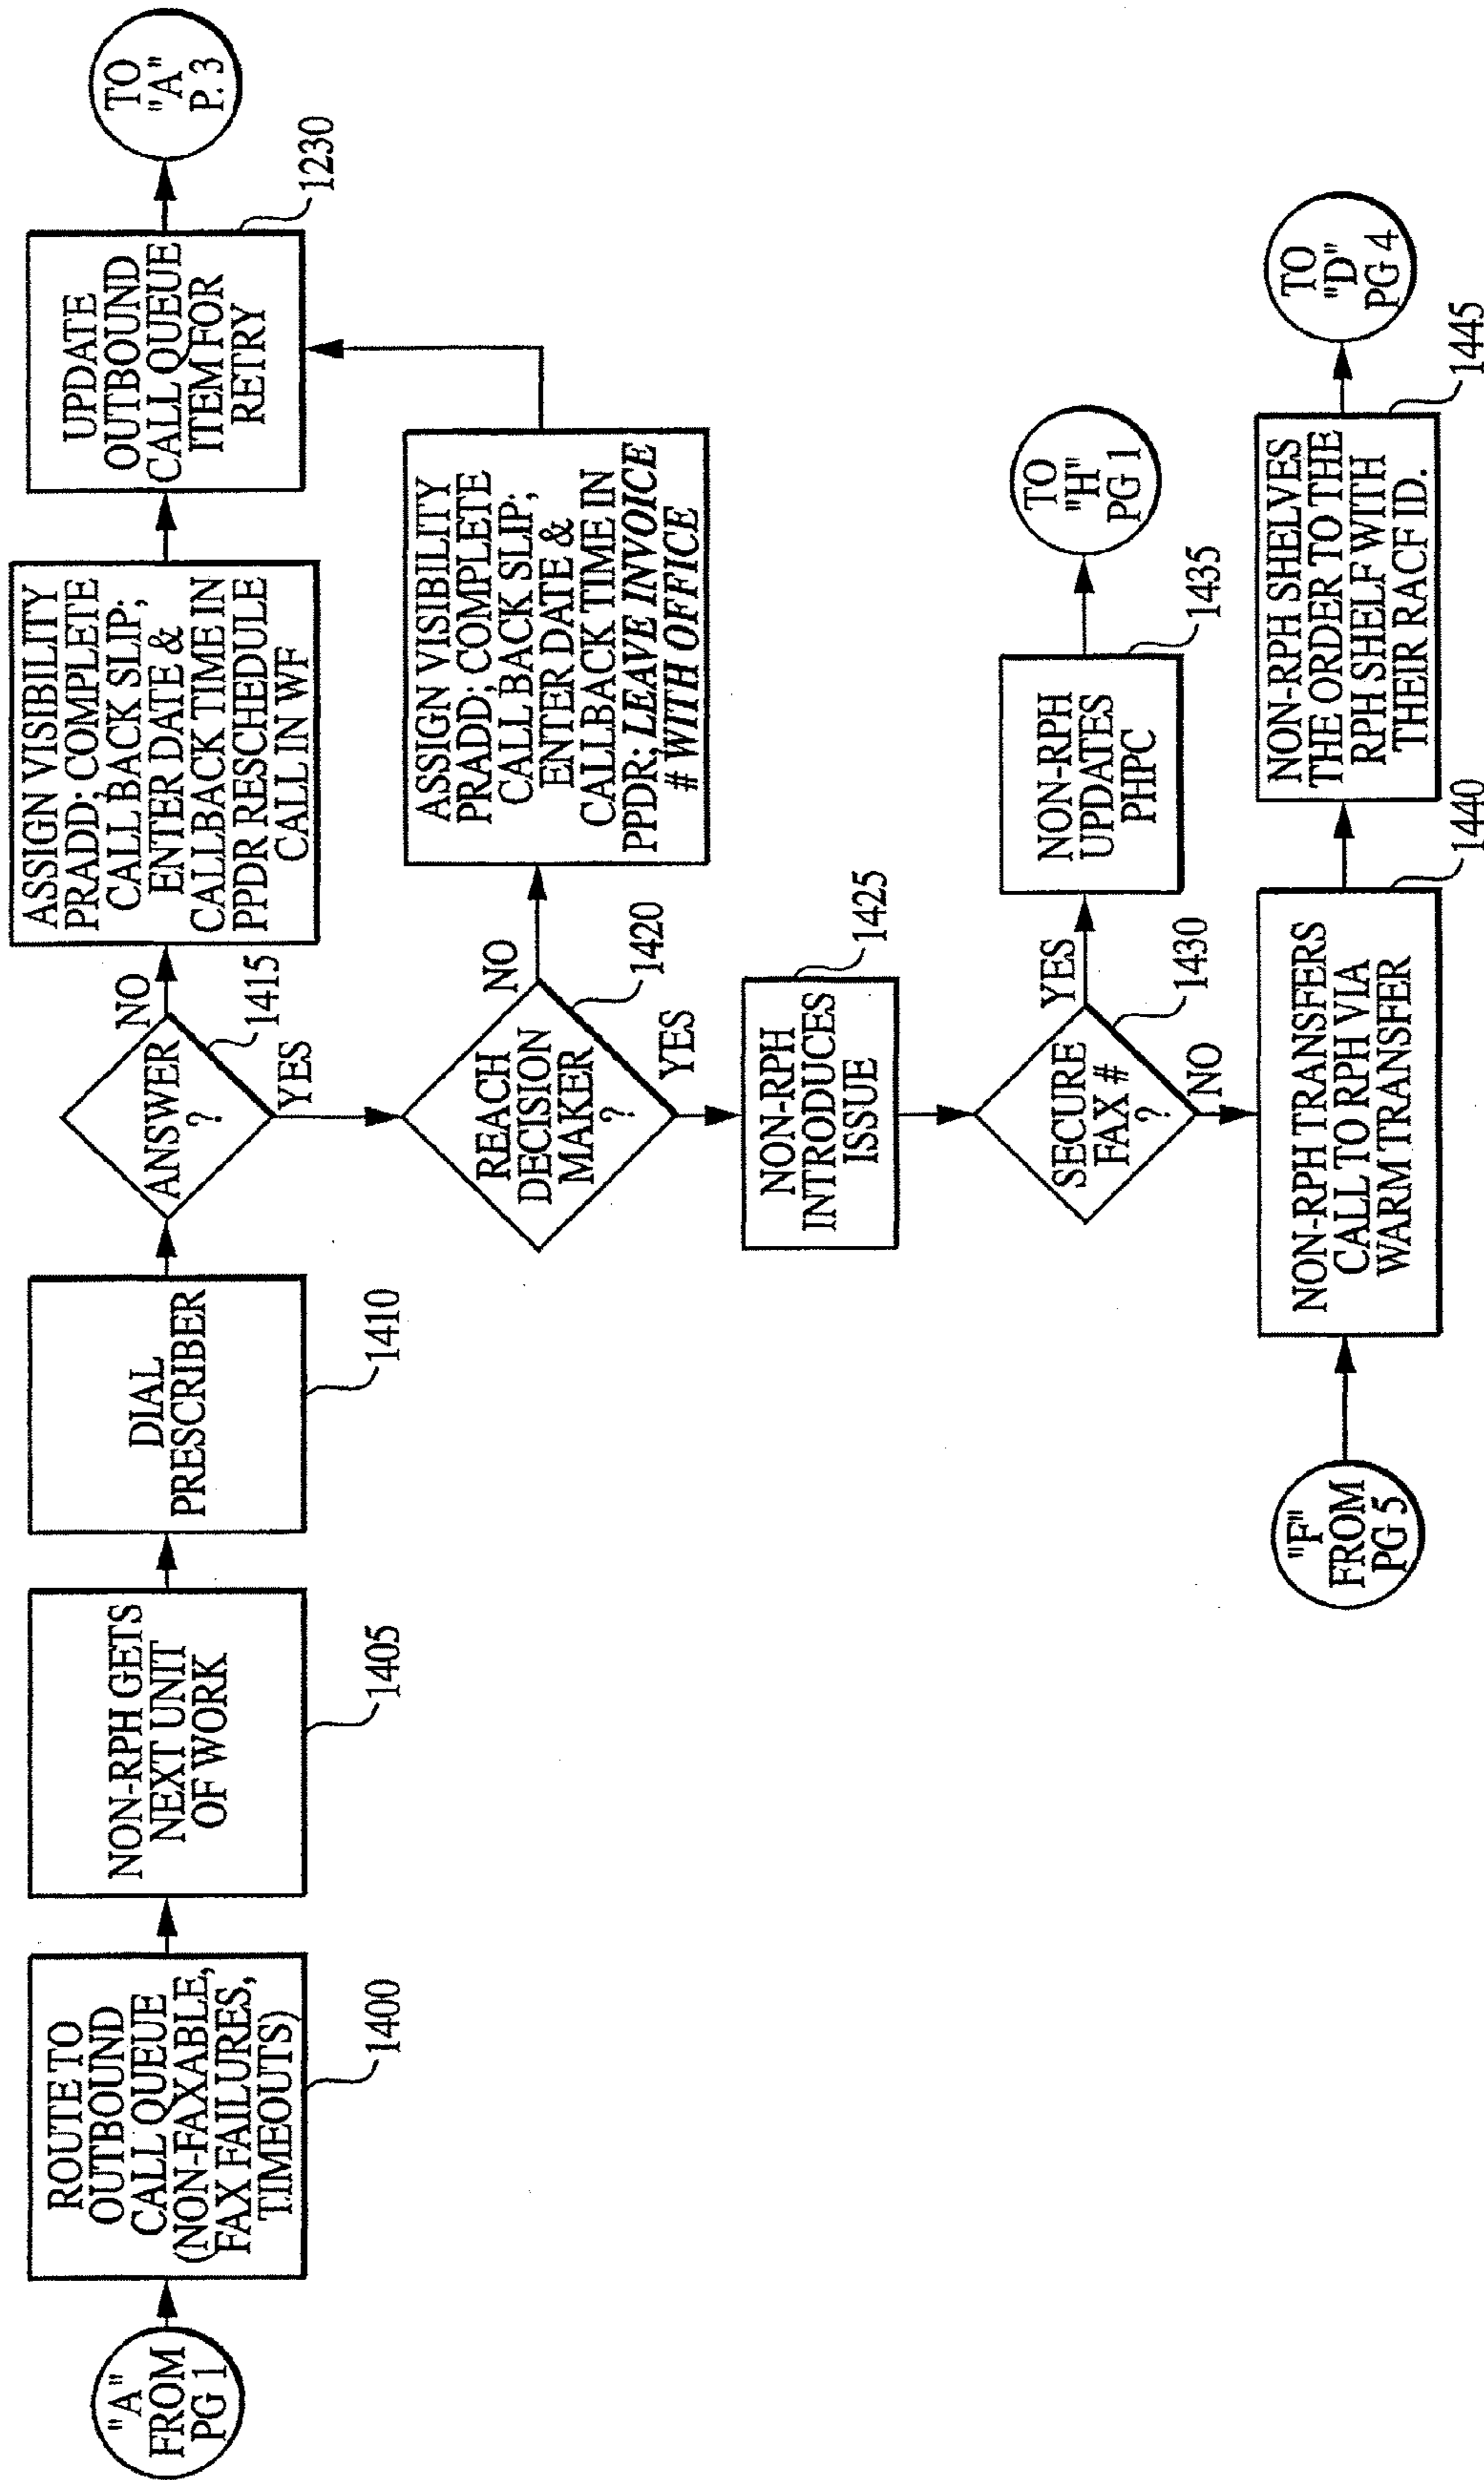 "A"
FROM
PG 1
ROUTE TO
OUTBOUND
CALL QUEUE
(NON-FAXABLE,
FAX FAILURES,
TIMEOUTS)
1400
NON-RPH GETS
NEXT UNIT
OF WORK
1405
DIAL
PRESCRIBER
1410
ANSWER
?
1415
NO
YES
ASSIGN VISIBILITY
PRADD; COMPLETE
CALL BACK SLIP;
ENTER DATE &
CALLBACK TIME IN
PPDR RESCHEDULE
CALL IN WF
UPDATE
OUTBOUND
CALL QUEUE
ITEM FOR
RETRY
1230
TO
"A"
P. 3
REACH
DECISION
MAKER
?
1420
NO
YES
ASSIGN VISIBILITY
PRADD; COMPLETE
CALL BACK SLIP;
ENTER DATE &
CALLBACK TIME IN
PPDR; LEAVE INVOICE
# WITH OFFICE
NON-RPH
INTRODUCES
ISSUE
1425
SECURE
FAX #
?
1430
YES
NO
NON-RPH
UPDATES
PHPC
1435
TO
"H"
PG 1
"F"
FROM
PG 5
NON-RPH TRANSFERS
CALL TO RPH VIA
WARM TRANSFER
1440
NON-RPH SHELVES
THE ORDER TO THE
RPH SHELF WITH
THEIR RACF ID.
1445
TO
"D"
PG 4